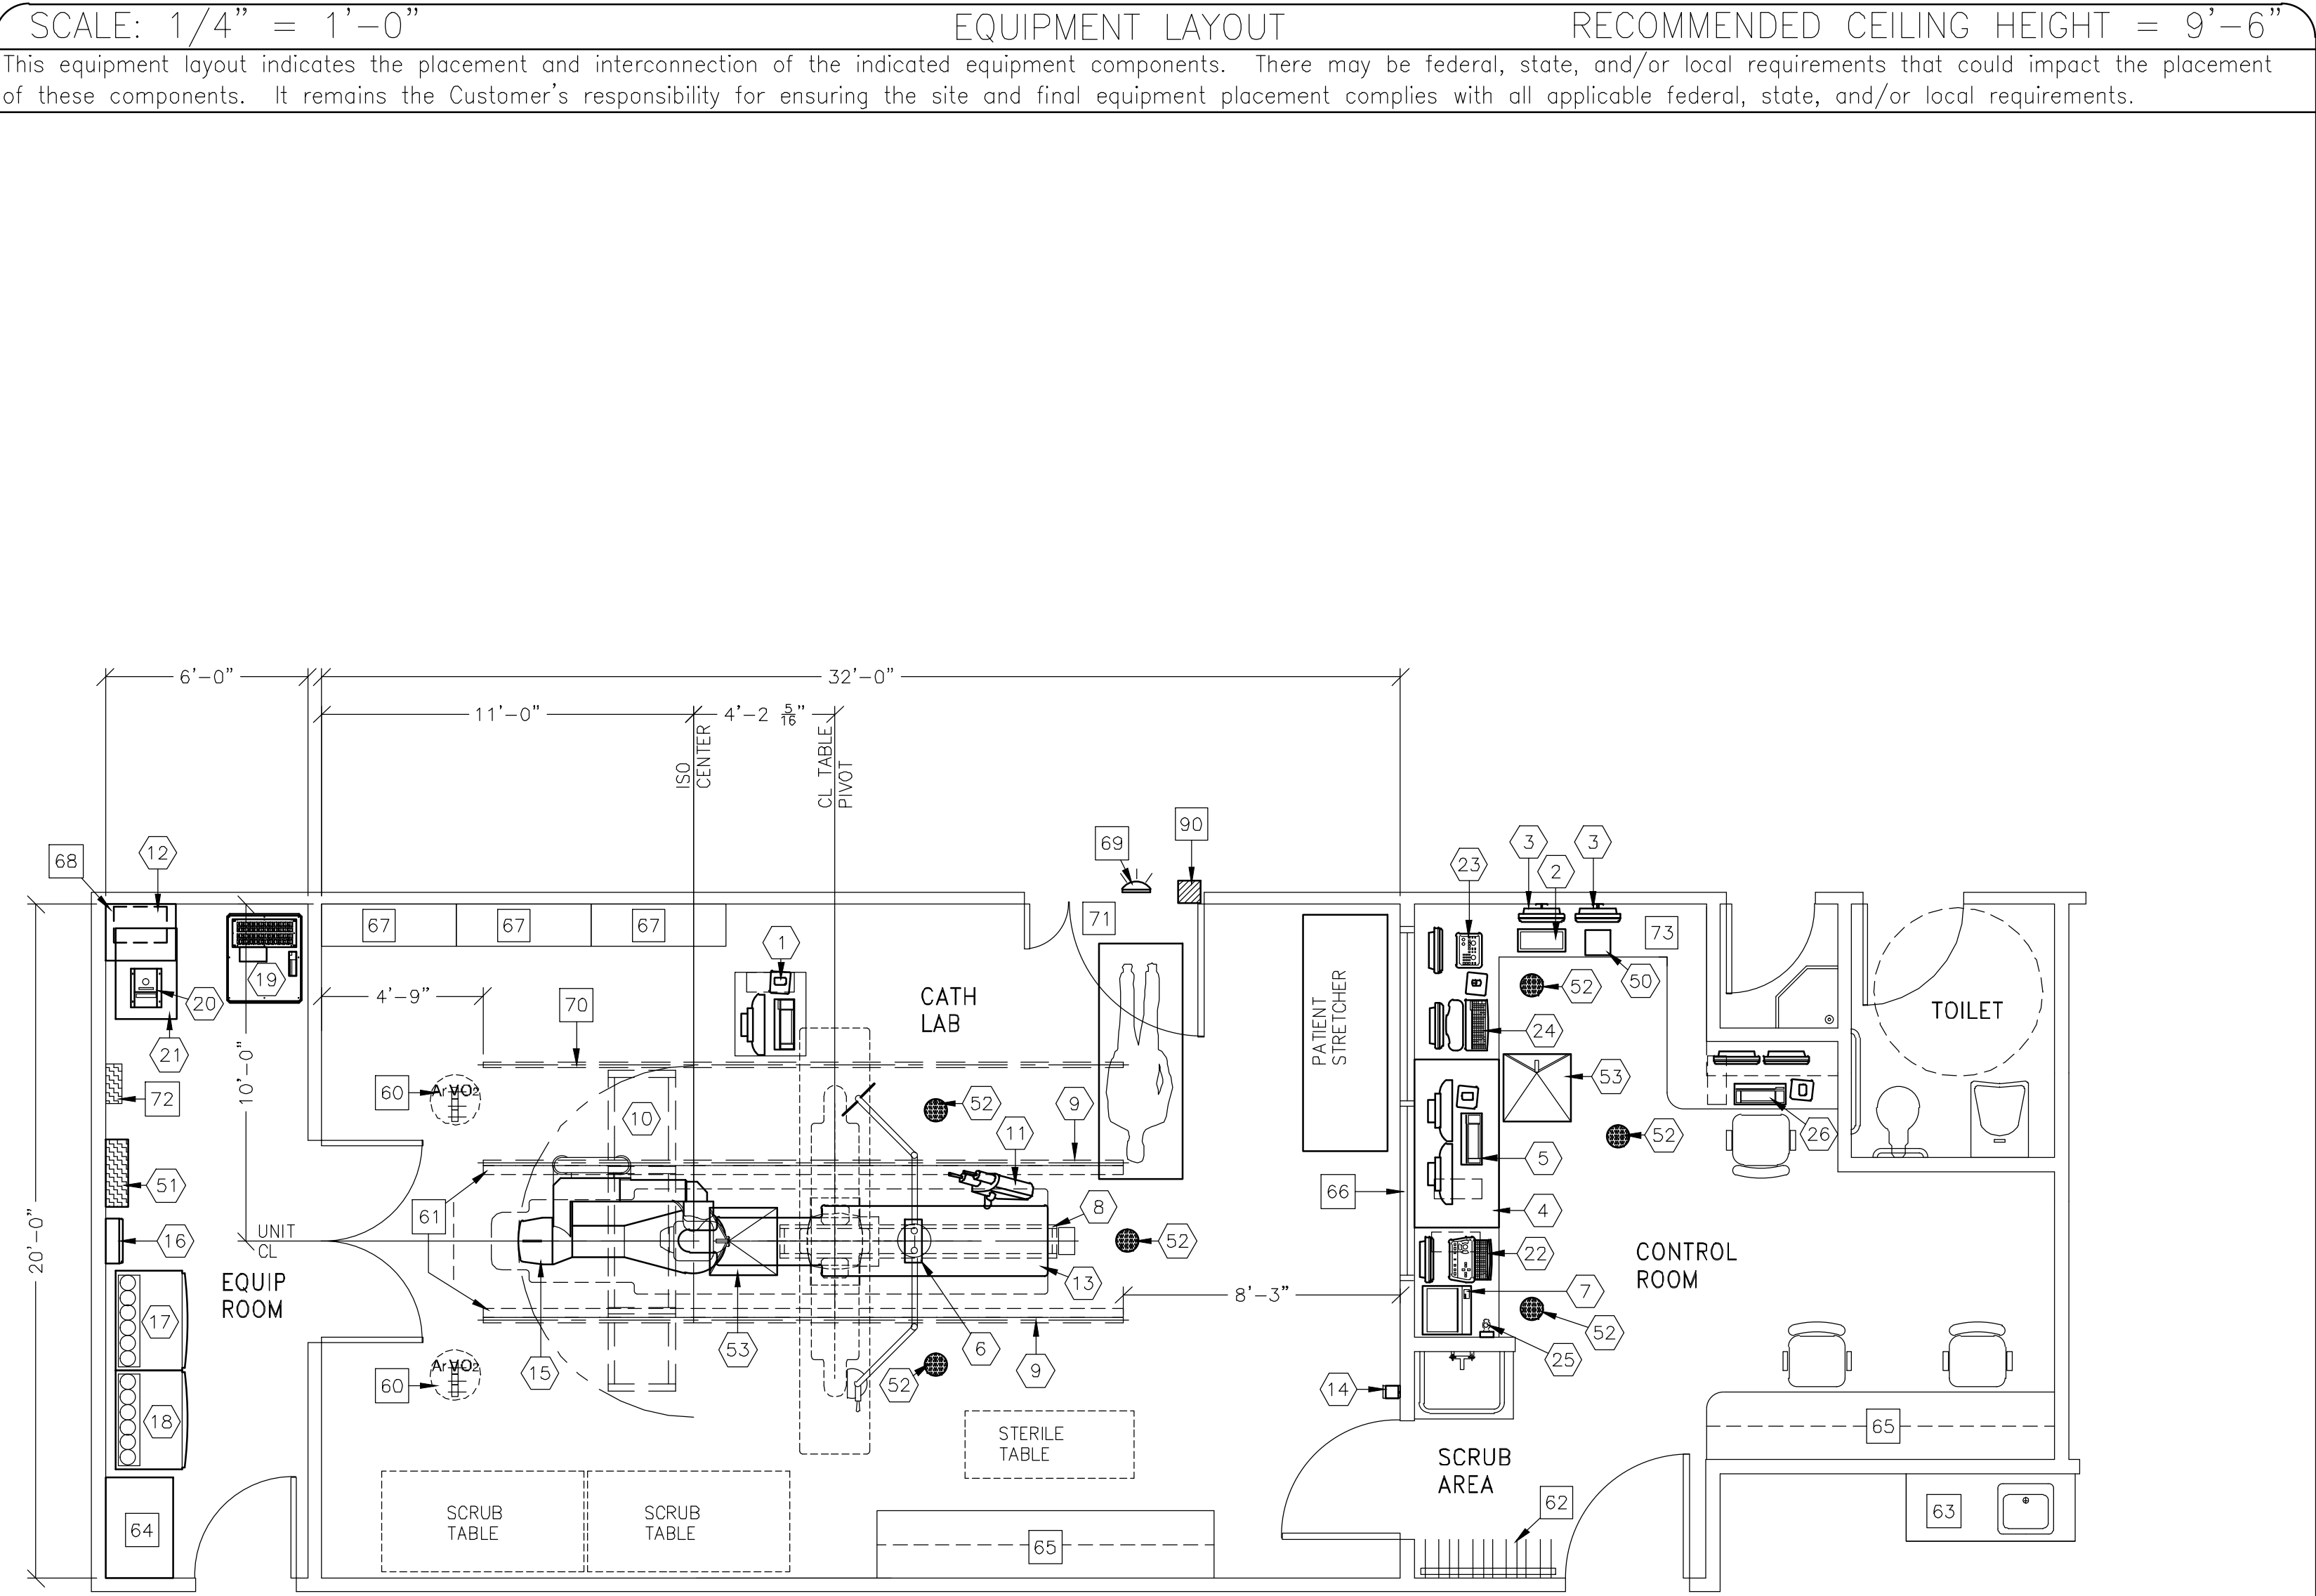 SCALE: 1/4” = 1’-0”
EQUIPMENT LAYOUT
RECOMMENDED CEILING HEIGHT = 9’-6”
This equipment layout indicates the placement and interconnection of the indicated equipment components. There may be federal, state, and/or local requirements that could impact the placement
of these components. It remains the Customer’s responsibility for ensuring the site and final equipment placement complies with all applicable federal, state, and/or local requirements.
6’-0”
32’-0”
11’-0”
4’-2 5/16”
ISO
CENTER
CL TABLE
PIVOT
68
12
69
90
23
3
2
3
67
67
67
1
71
73
19
20
21
4’-9”
70
CATH
LAB
PATIENT
STRETCHER
52
50
TOILET
24
10’-0”
72
60
ArVO2
10
52
9
11
53
52
26
51
5
61
66
8
4
16
UNIT
CL
52
22
CONTROL
ROOM
20’-0”
EQUIP
ROOM
13
8’-3”
7
17
15
53
6
9
52
25
60
ArVO2
52
14
18
STERILE
TABLE
65
SCRUB
AREA
62
64
SCRUB
TABLE
SCRUB
TABLE
65
63